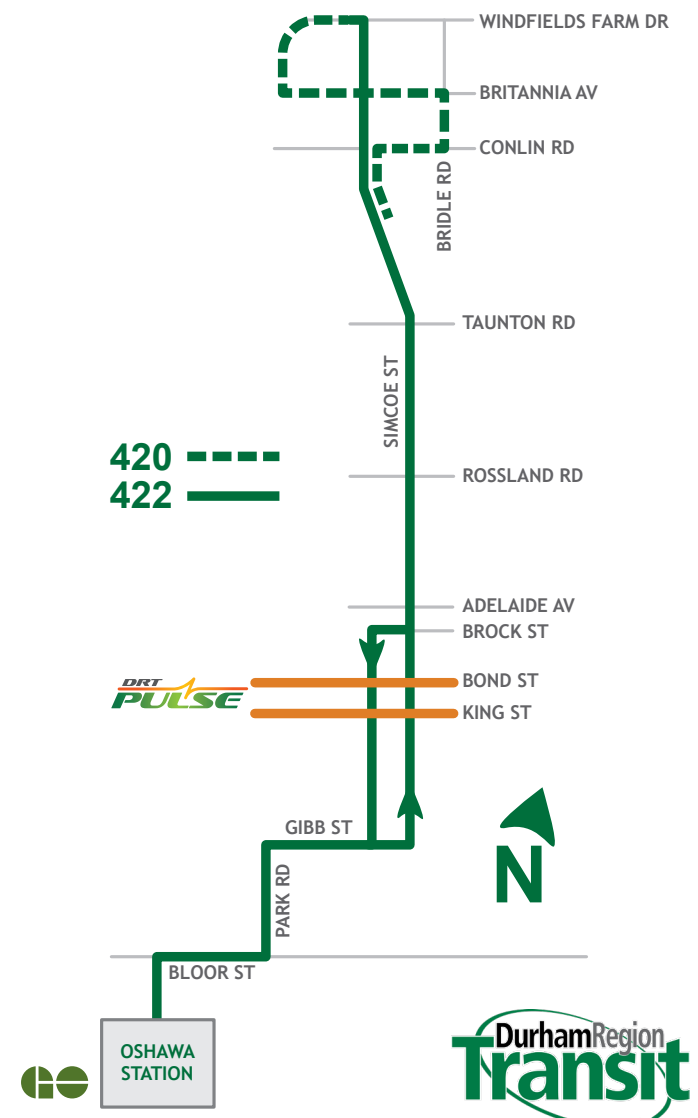 WINDFIELDS FARM DR
BRITANNIA AV
CONLIN RD
BRIDLE RD
TAUNTON RD
SIMCOE ST
420
422
ROSSLAND RD
ADELAIDE AV
BROCK ST
DRT
PULSE
BOND ST
KING ST
GIBB ST
N
PARK RD
BLOOR ST
OSHAWA
STATION
GO
DurhamRegion
Transit